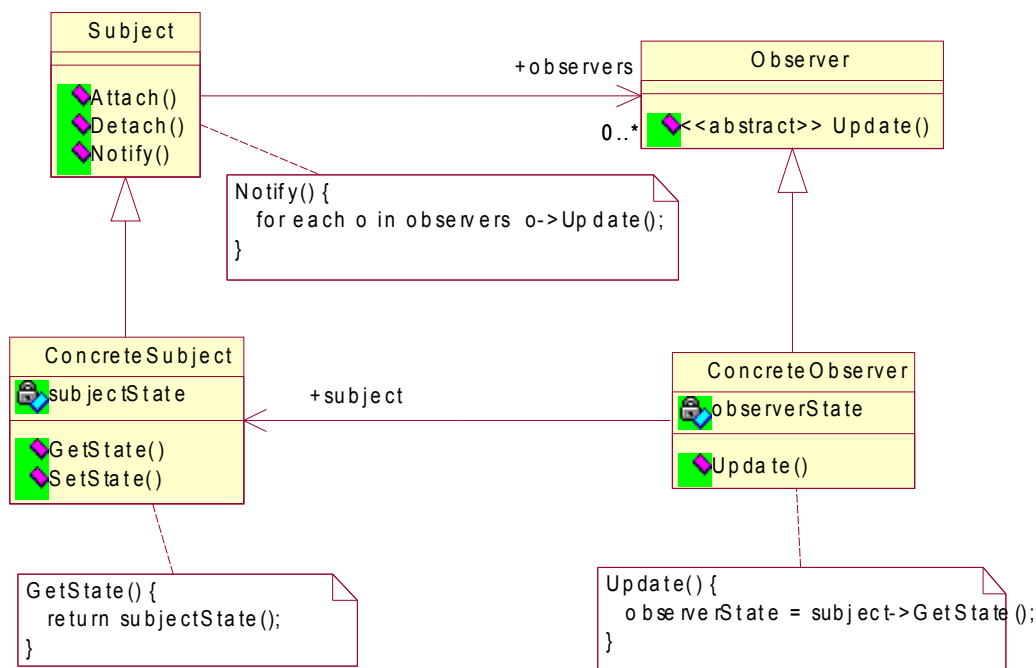 Subject
Attach()
Detach()
Notify()
+observers
0..*
Observer
<<abstract>> Update()
Notify() {
for each o in observers o->Update();
}
ConcreteSubject
subjectState
GetState()
SetState()
+subject
ConcreteObserver
observerState
Update()
GetState() {
return subjectState();
}
Update() {
observerState = subject->GetState();
}